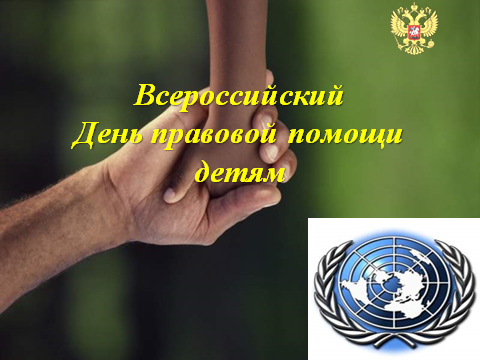 Всероссийский
День правовой помощи
детям